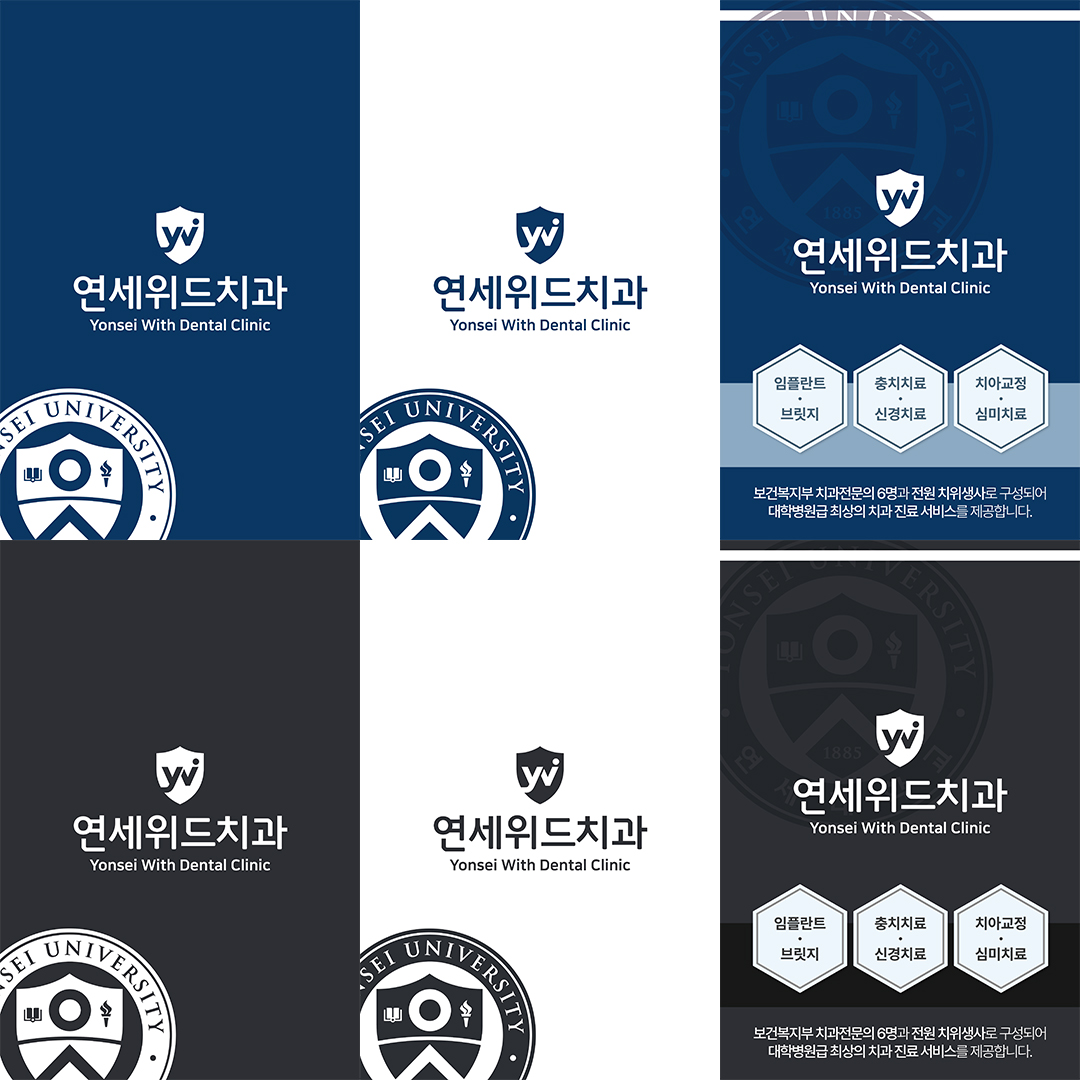 yw
연세위드치과
Yonsei With Dental Clinic
SEI UNIVERSITY
yw
연세위드치과
Yonsei With Dental Clinic
SEI UNIVERSITY
YONSEI UNIVERSITY
1885
연 세
yw
연세위드치과
Yonsei With Dental Clinic
임플란트
·
브릿지
충치치료
·
신경치료
치아교정
·
심미치료
보건복지부 치과전문의 6명과 전원 치위생사로 구성되어
대학병원급 최상의 치과 진료 서비스를 제공합니다.
yw
연세위드치과
Yonsei With Dental Clinic
SEI UNIVERSITY
yw
연세위드치과
Yonsei With Dental Clinic
SEI UNIVERSITY
YONSEI UNIVERSITY
1885
연 세
yw
연세위드치과
Yonsei With Dental Clinic
임플란트
·
브릿지
충치치료
·
신경치료
치아교정
·
심미치료
보건복지부 치과전문의 6명과 전원 치위생사로 구성되어
대학병원급 최상의 치과 진료 서비스를 제공합니다.